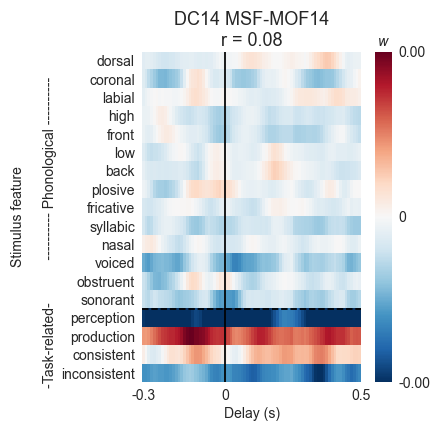 DC14 MSF-MOF14
r = 0.08
w
Stimulus feature
-Task-related- ----------- Phonological -----------
dorsal
coronal
labial
high
front
low
back
plosive
fricative
syllabic
nasal
voiced
obstruent
sonorant
perception
production
consistent
inconsistent
0.00
0
-0.00
-0.3
0
0.5
Delay (s)